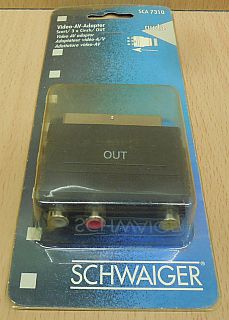 Video-AV-Adapter
Scart/ 3 x Cinch/ OUT
Video AV adapter
Adaptateur vidéo-A/V
Adattatore video-AV
SCA 7310
OUT
SCHWAIGER®